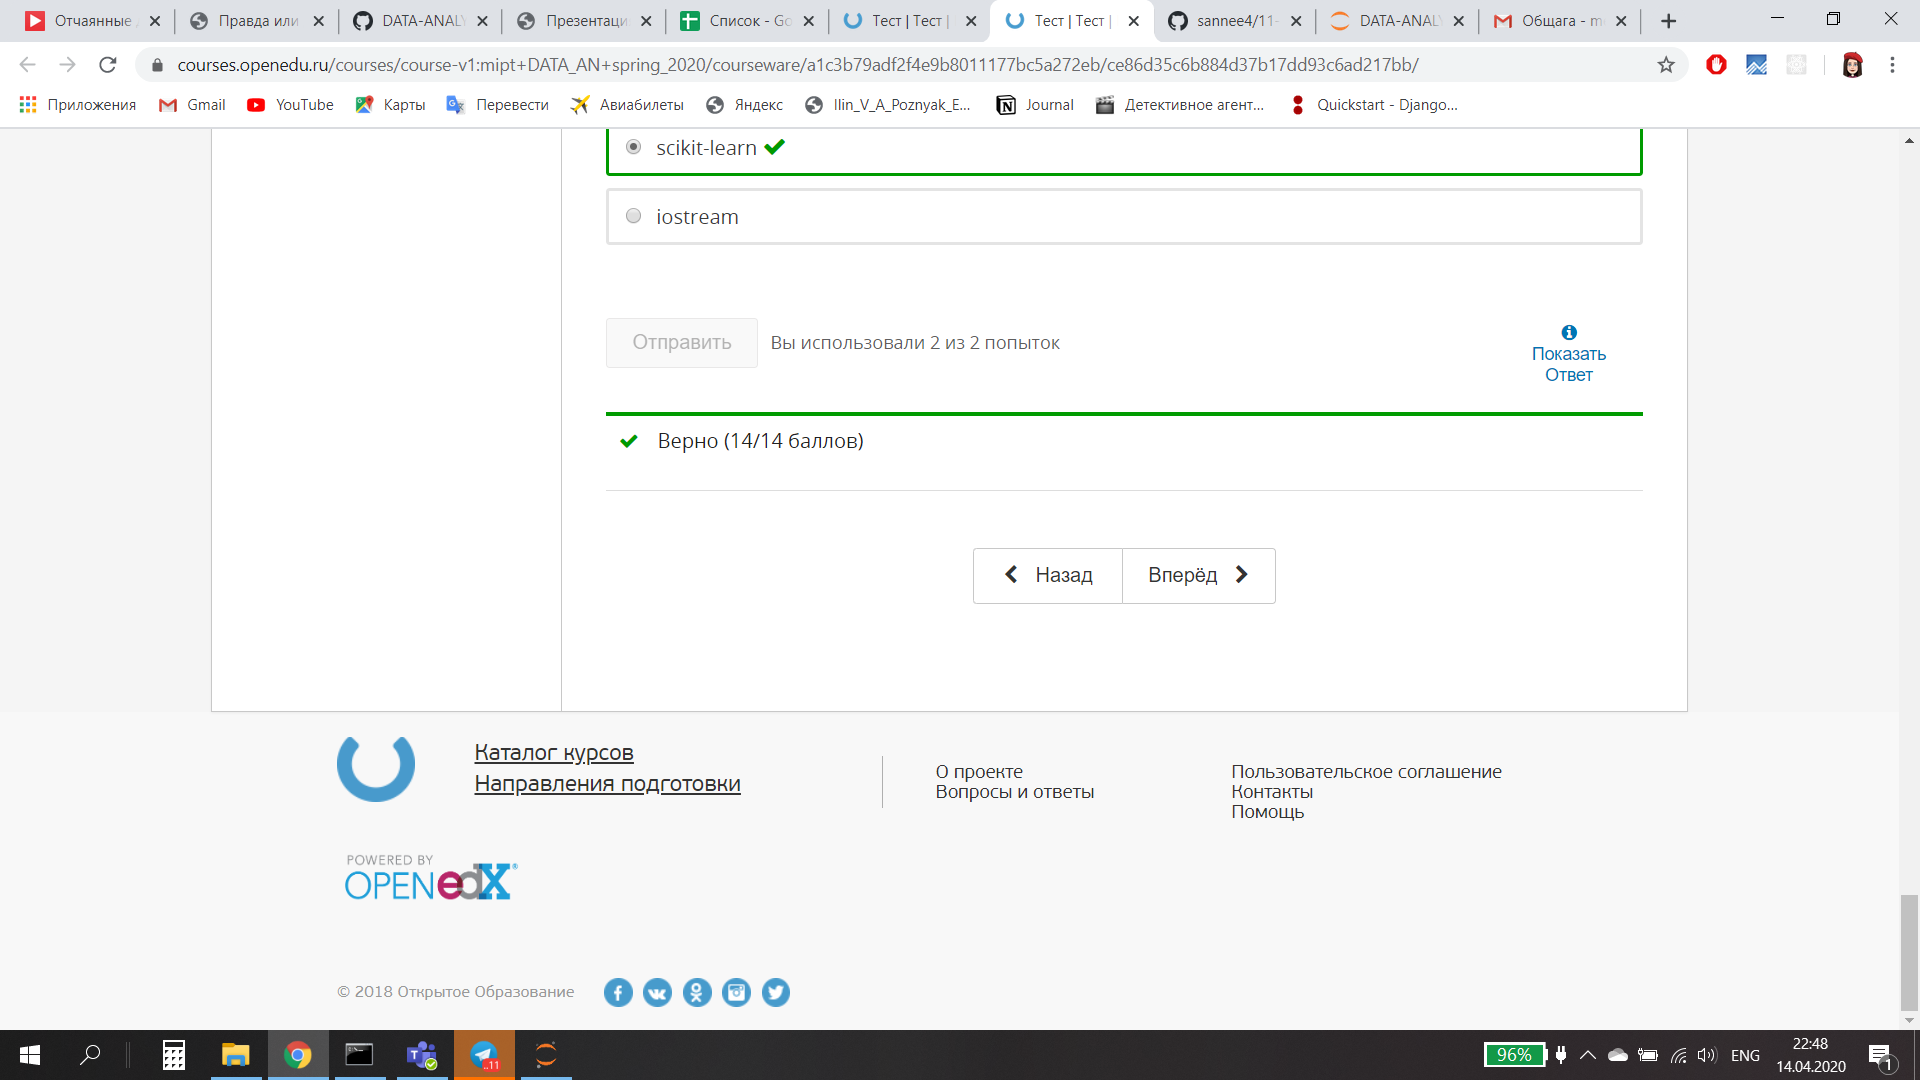 Отчаянные
Правда или
DATA-ANAL
Презентаци
Список - Go
Тест | Тест |
Тест | Тест |
sannee4/11-
DATA-ANAL
Общага - m
courses.openedu.ru/courses/course-v1:mipt+DATA_AN+spring_2020/courseware/a1c3b79adf2f4e9b8011177bc5a272eb/ce86d35c6b884d37b17dd93c6ad217bb/
Приложения
Gmail
YouTube
Карты
Перевести
Авиабилеты
Яндекс
Ilin_V_A_Poznyak_E...
Journal
Детективное агент...
Quickstart - Django...
scikit-learn
iostream
Отправить
Вы использовали 2 из 2 попыток
Показать
Ответ
Верно (14/14 баллов)
Назад
Вперёд
Каталог курсов
Направления подготовки
О проекте
Вопросы и ответы
Пользовательское соглашение
Контакты
Помощь
POWERED BY
OPEN edX
© 2018 Открытое Образование
..11
96%
ENG
22:48
14.04.2020
1